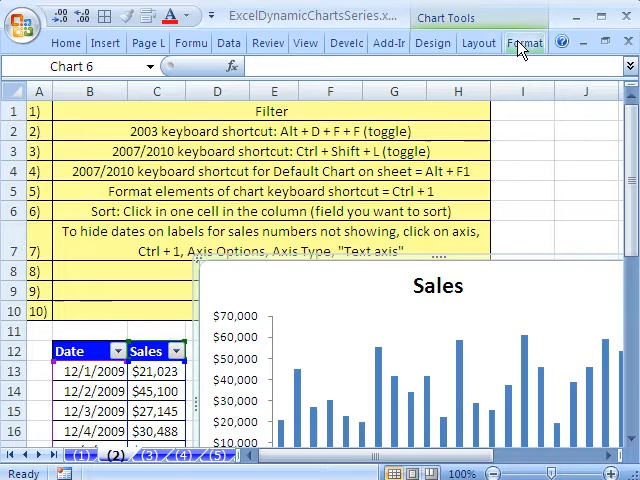 ExcelDynamicChartsSeries.x...
Chart Tools
Home Insert Page L Formu Data Reviev View Develc Add-Ir Design Layout Format
Chart 6
fx
A B C D E F G H I J
1 1) Filter
2 2) 2003 keyboard shortcut: Alt + D + F + F (toggle)
3 3) 2007/2010 keyboard shortcut: Ctrl + Shift + L (toggle)
4 4) 2007/2010 keyboard shortcut for Default Chart on sheet = Alt + F1
5 5) Format elements of chart keyboard shortcut = Ctrl + 1
6 6) Sort: Click in one cell in the column (field you want to sort)
To hide dates on labels for sales numbers not showing, click on axis,
7 7) Ctrl + 1, Axis Options, Axis Type, "Text axis"
8 8)
9 9)
10 10)
11
12 Date Sales
13 12/1/2009 $21,023
14 12/2/2009 $45,100
15 12/3/2009 $27,145
16 12/4/2009 $30,488
Sales
$70,000
$60,000
$50,000
$40,000
$30,000
$20,000
$10,000
(1) (2) (3) (4) (5)
Ready
100%